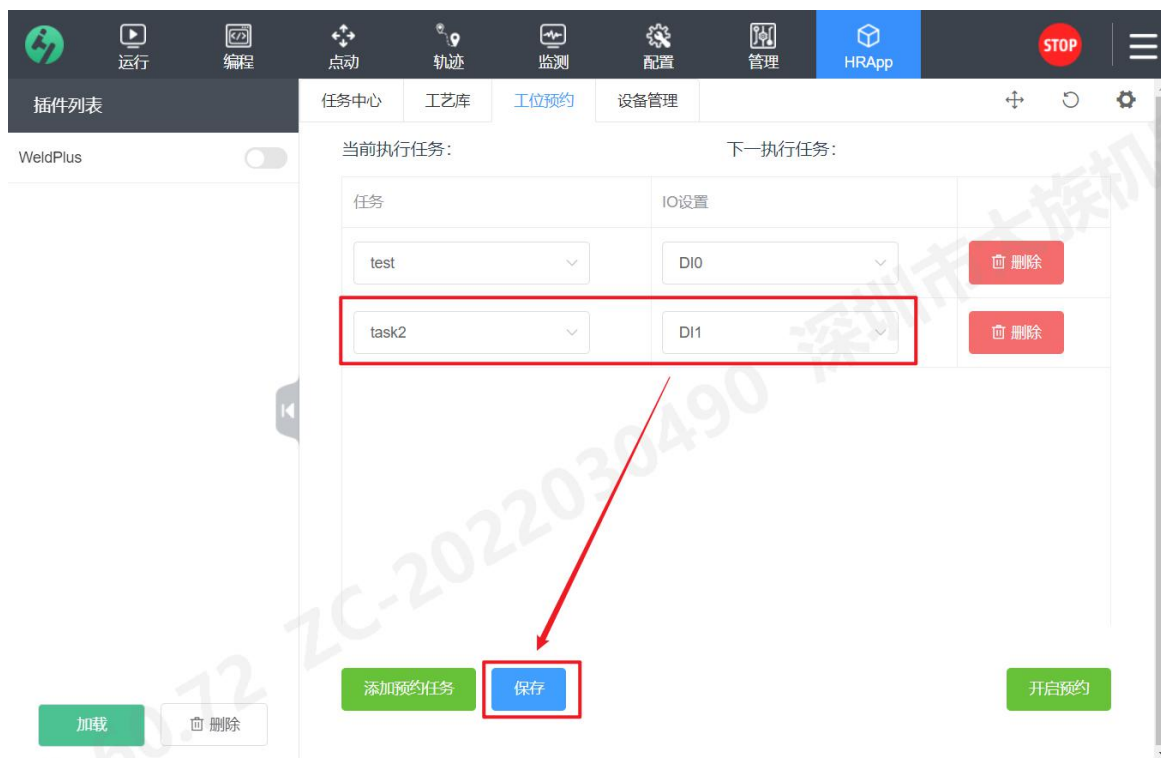 运行 编程 点动 轨迹 监测 配置 管理 HRApp STOP
插件列表 任务中心 工艺库 工位预约 设备管理
WeldPlus 当前执行任务： 下一执行任务：
任务 IO设置
test DI0 删除
task2 DI1 删除
添加预约任务 保存 开启预约
加载 删除
60.72 ZC-2022030490 深圳市大族机